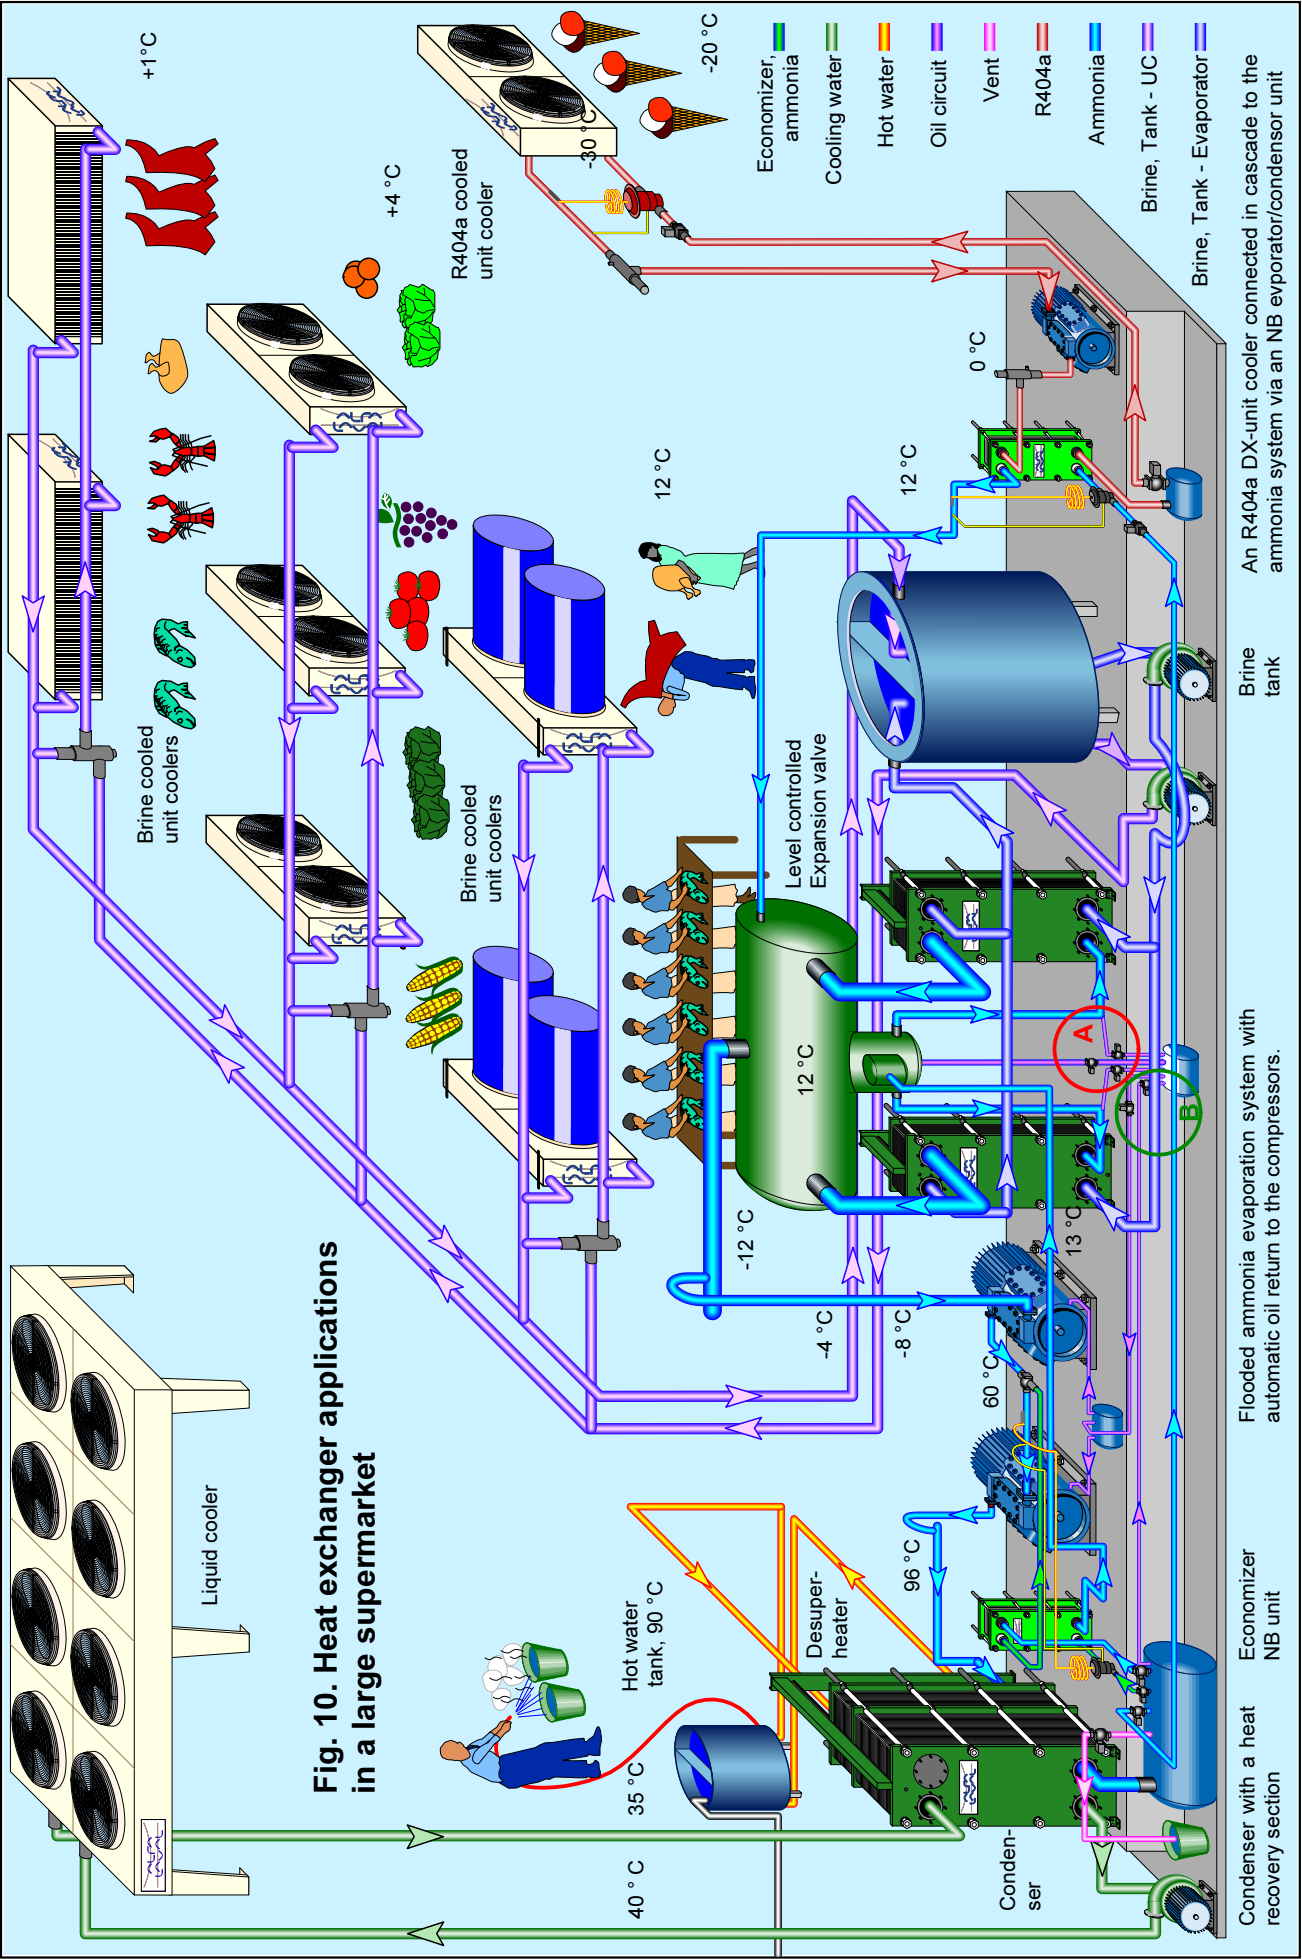 Fig. 10. Heat exchanger applications
in a large supermarket
Liquid cooler
+1°C
Brine cooled
unit coolers
+4 °C
Brine cooled
unit coolers
R404a cooled
unit cooler
-30 °C
-20 °C
12 °C
Hot water
tank, 90 °C
35 °C
40 ° C
Desuper-
heater
Conden-
ser
96 °C
60 °C
13 °C
-4 °C
-8 °C
-12 °C
12 °C
Level controlled
Expansion valve
12 °C
0 °C
A
B
Economizer,
ammonia
Cooling water
Hot water
Oil circuit
Vent
R404a
Ammonia
Brine, Tank - UC
Brine, Tank - Evaporator
Condenser with a heat
recovery section
Economizer
NB unit
Flooded ammonia evaporation system with
automatic oil return to the compressors.
Brine
tank
An R404a DX-unit cooler connected in cascade to the
ammonia system via an NB evporator/condensor unit